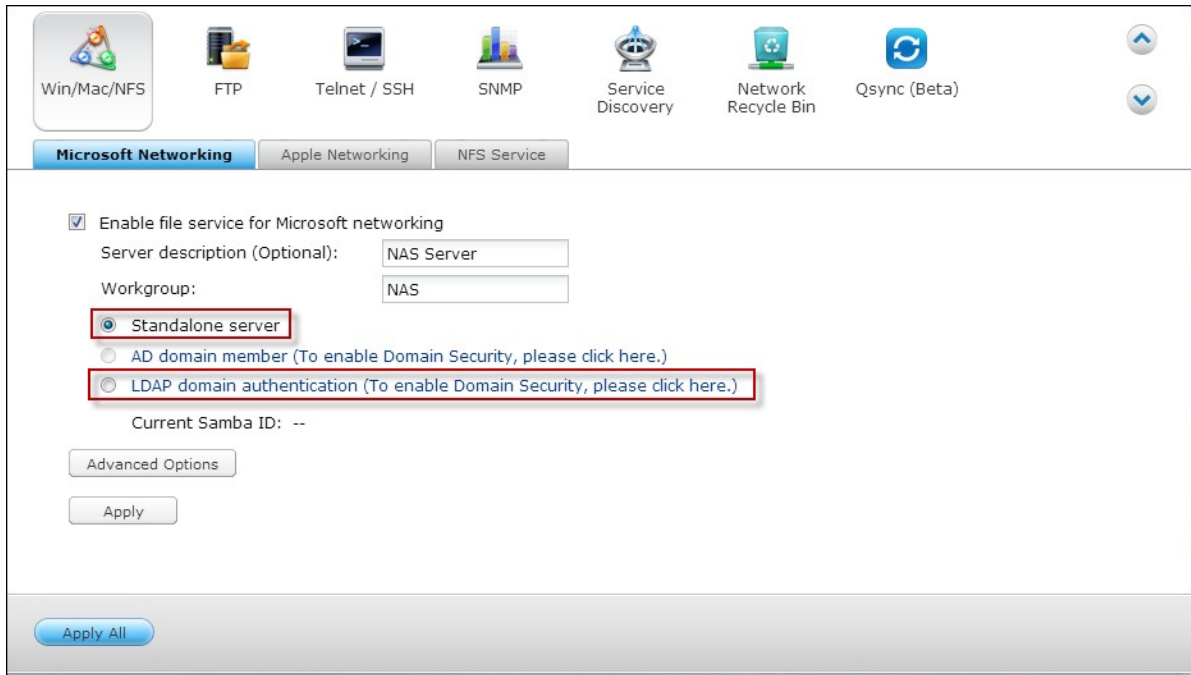 Win/Mac/NFS
FTP
Telnet / SSH
SNMP
Service
Discovery
Network
Recycle Bin
Qsync (Beta)
Microsoft Networking
Apple Networking
NFS Service
Enable file service for Microsoft networking
Server description (Optional): NAS Server
Workgroup: NAS
Standalone server
AD domain member (To enable Domain Security, please click here.)
LDAP domain authentication (To enable Domain Security, please click here.)
Current Samba ID: --
Advanced Options
Apply
Apply All